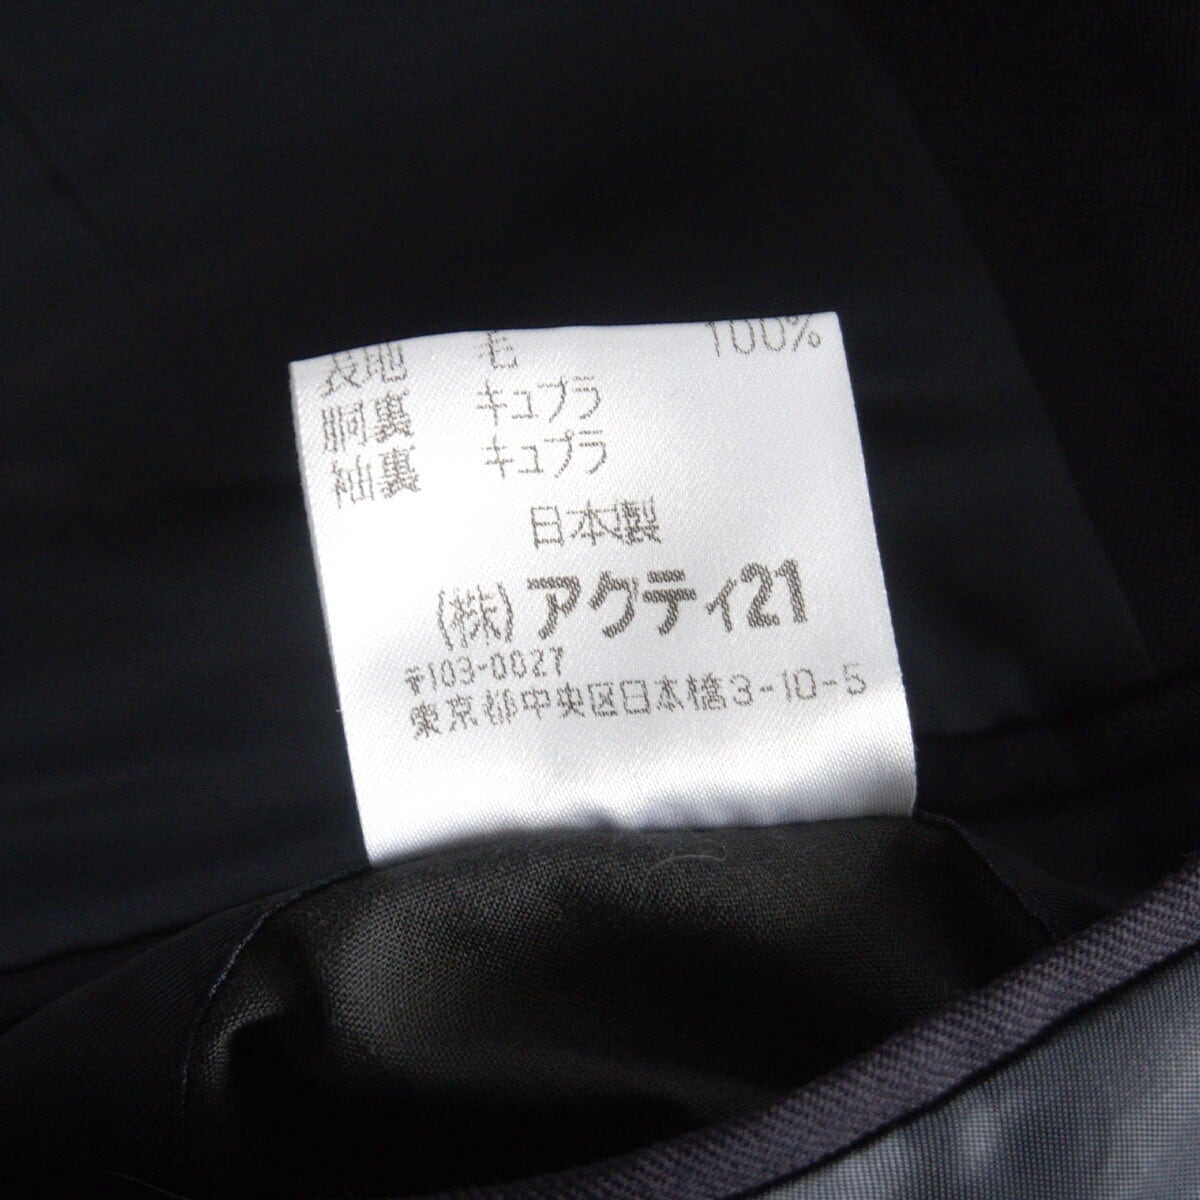 表地 毛 100%
胴裏 キュプラ
袖裏 キュプラ
日本製
(株)アクティ21
〒103-0027
東京都中央区日本橋3-10-5